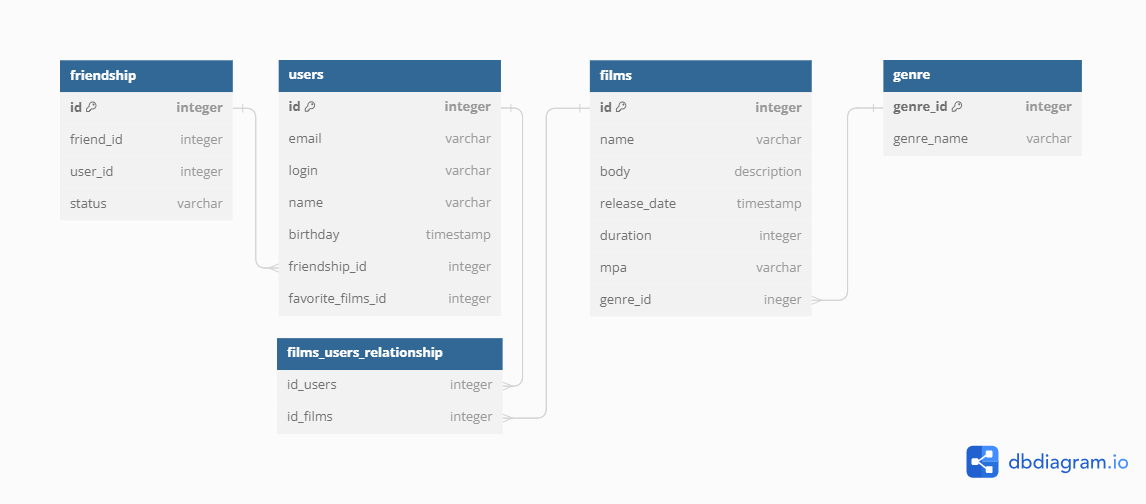 friendship
id integer
friend_id integer
user_id integer
status varchar
users
id integer
email varchar
login varchar
name varchar
birthday timestamp
friendship_id integer
favorite_films_id integer
films_users_relationship
id_users integer
id_films integer
films
id integer
name varchar
body description
release_date timestamp
duration integer
mpa varchar
genre_id ineger
genre
genre_id integer
genre_name varchar
dbdiagram.io